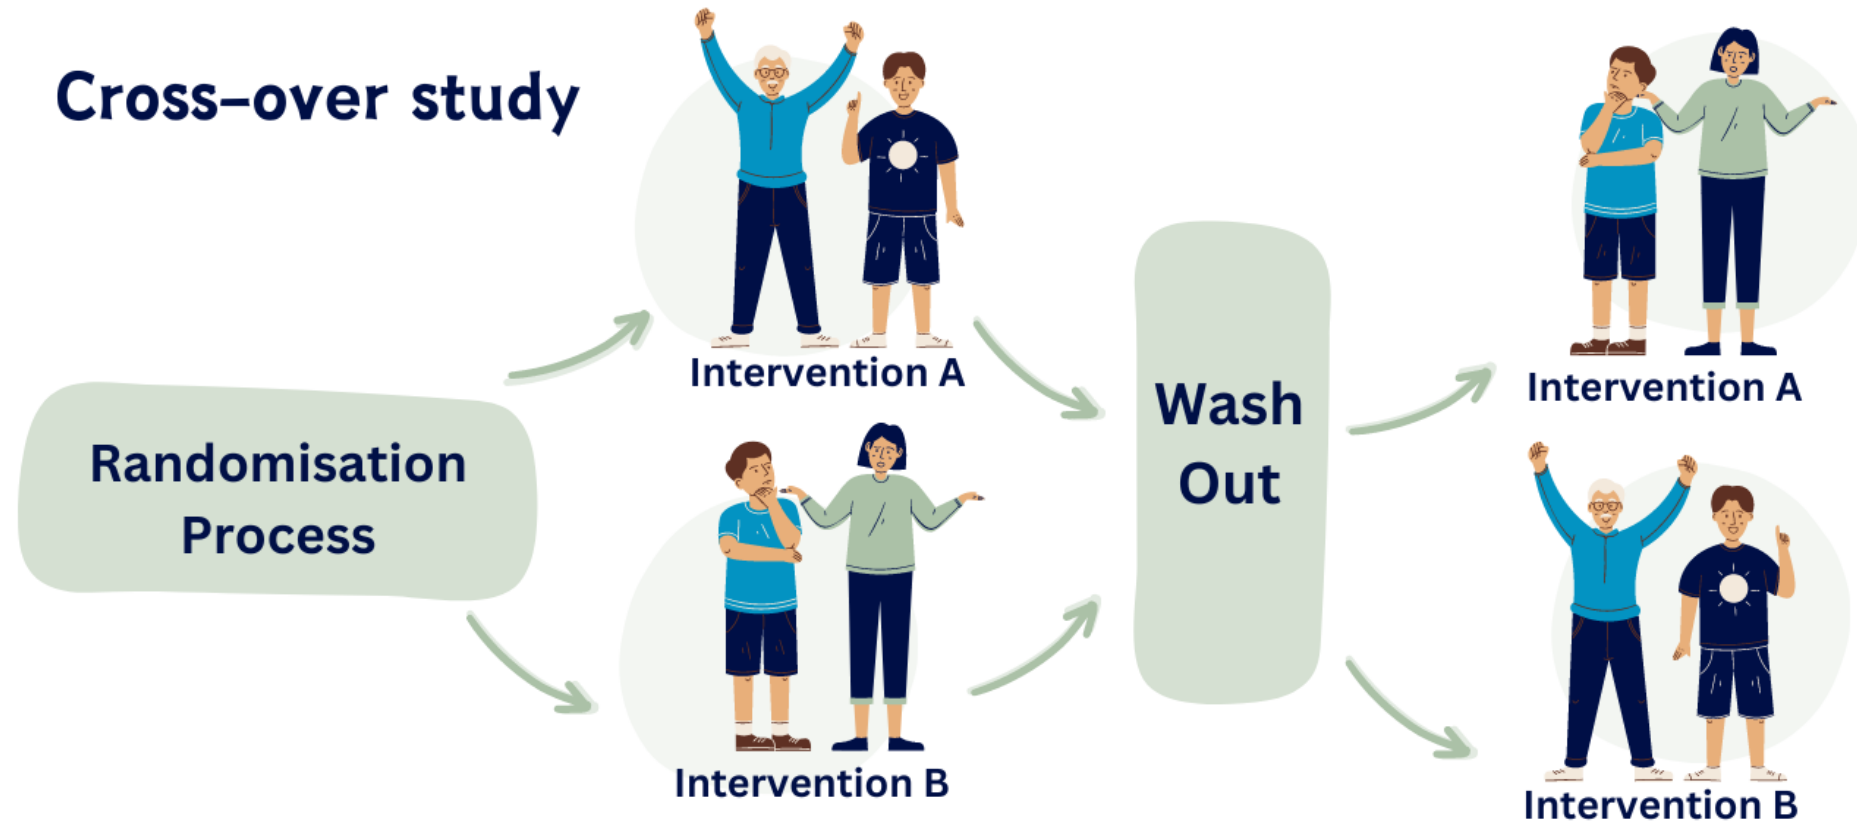 Cross-over study
Randomisation
Process
Intervention A
Intervention B
Wash
Out
Intervention A
Intervention B